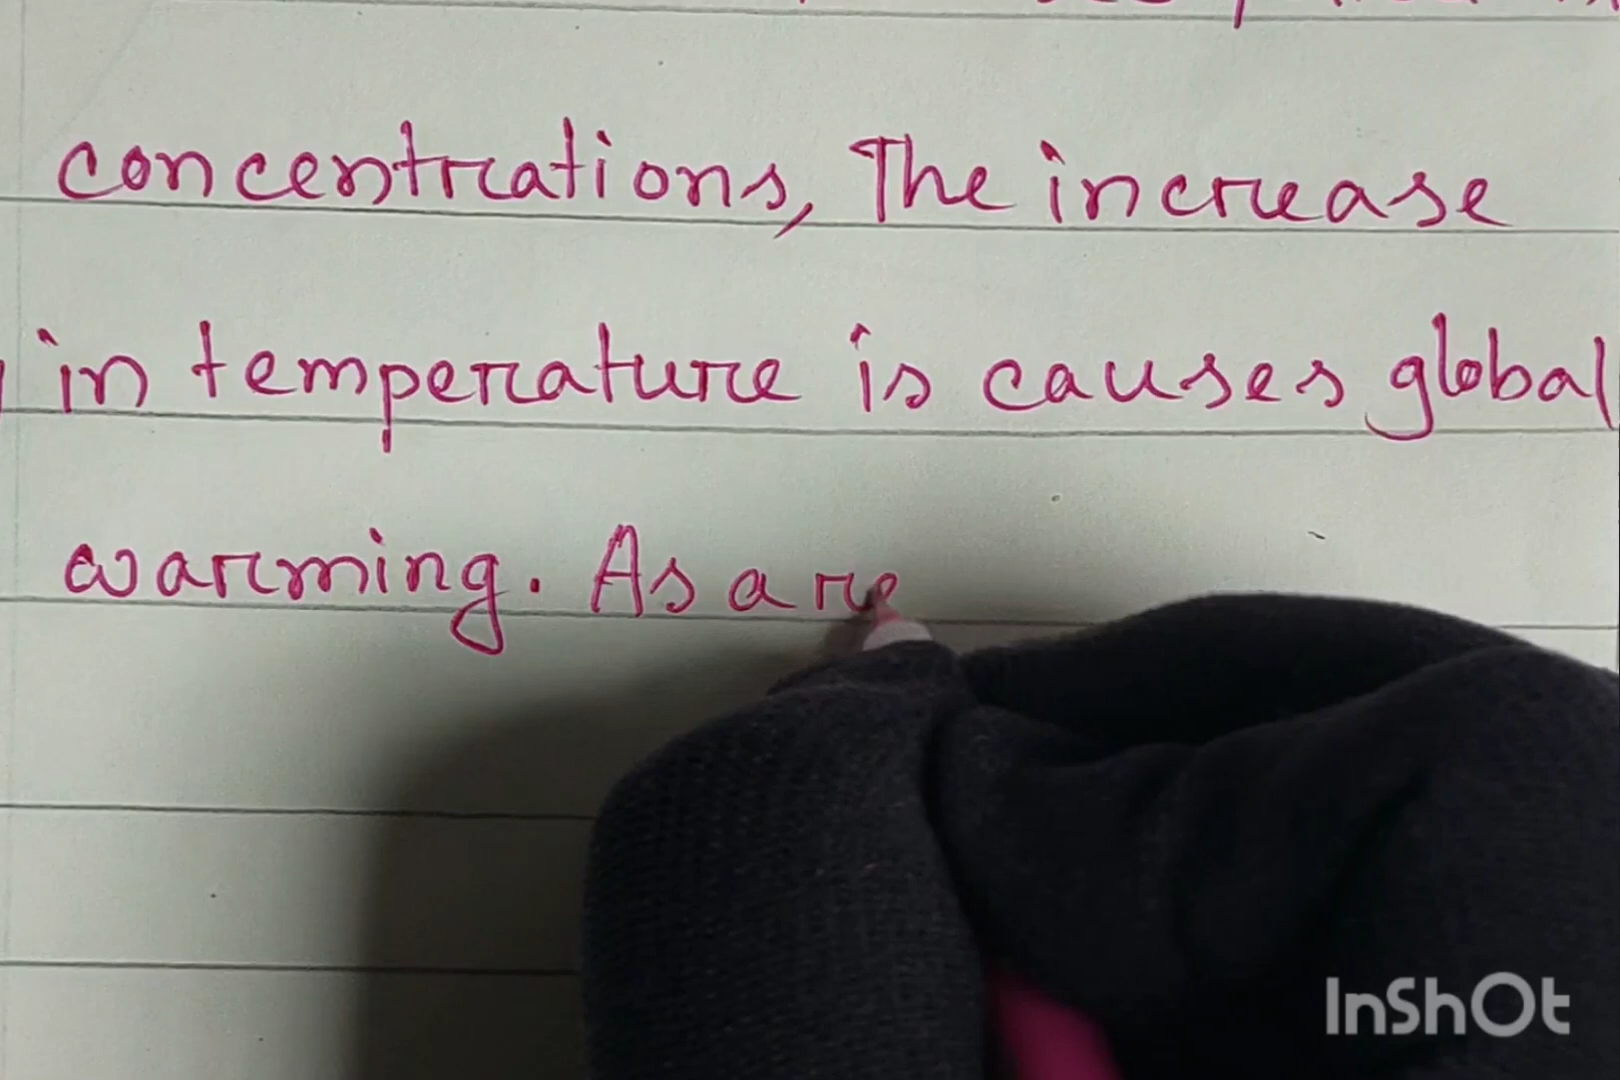 concentrations, The increase
in temperature is causes global
warming. As a re
InShOt